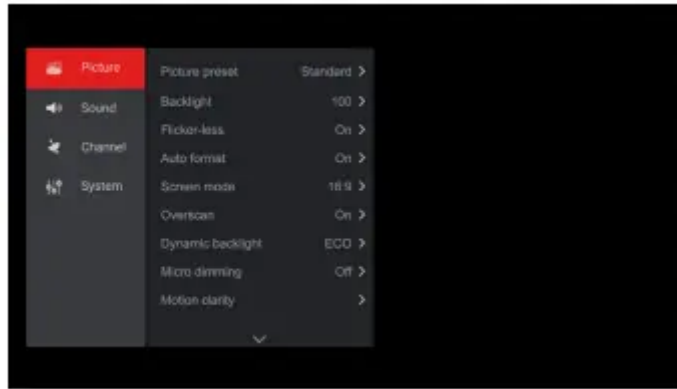 Picture
Sound
Channel
System
Picture preset Standard
Backlight 100
Flicker-less On
Auto format On
Screen mode 16:9
Overscan On
Dynamic backlight ECO
Micro dimming Off
Motion clarity